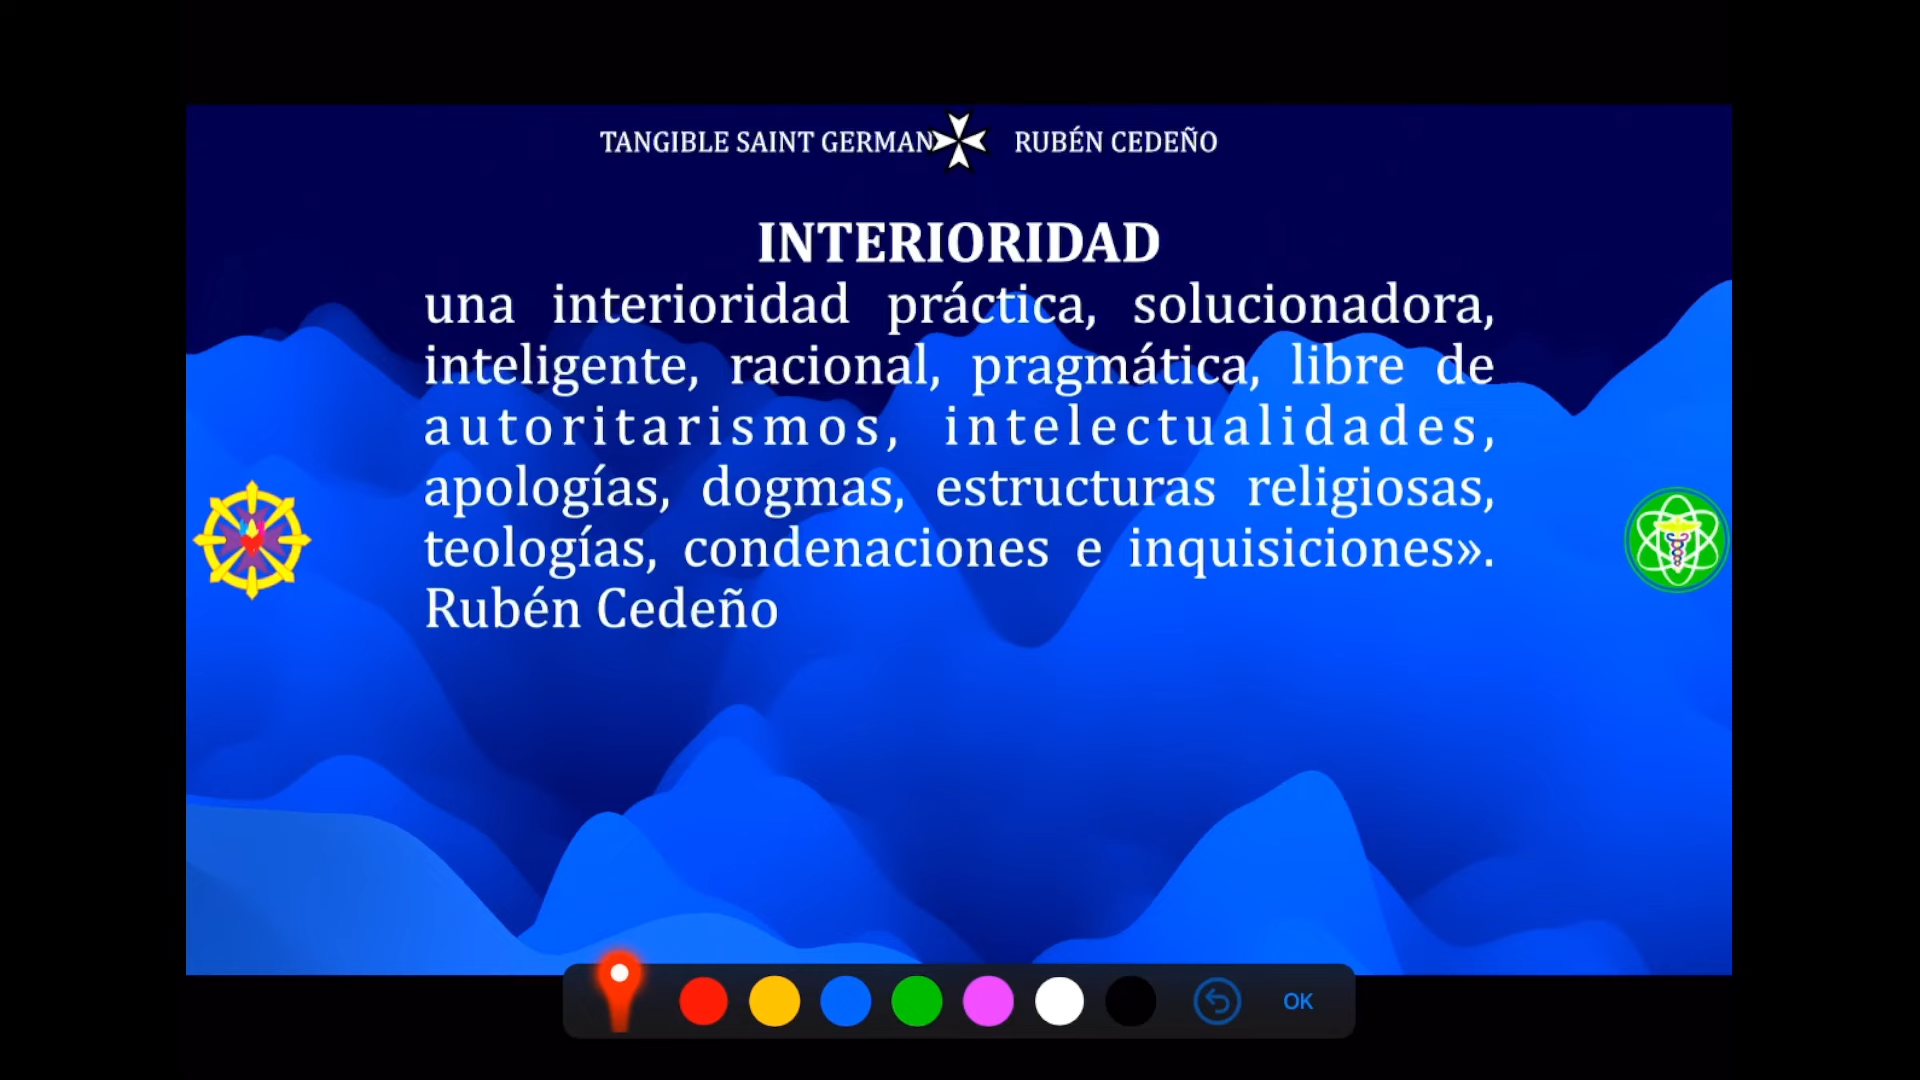 TANGIBLE SAINT GERMAN RUBÉN CEDEÑO
INTERIORIDAD
una interioridad práctica, solucionadora,
inteligente, racional, pragmática, libre de
autoritarismos, intelectualidades,
apologías, dogmas, estructuras religiosas,
teologías, condenaciones e inquisiciones».
Rubén Cedeño
OK